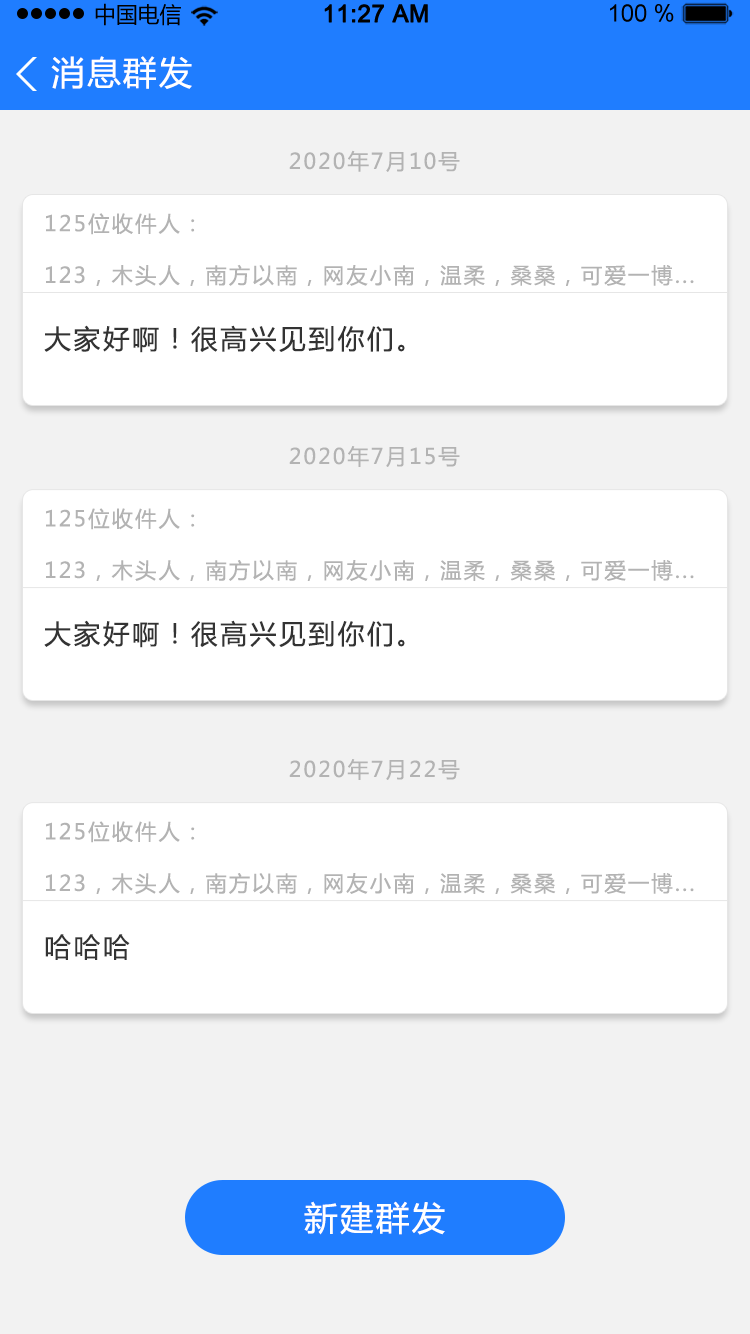 中国电信 11:27 AM 100 %
消息群发
2020年7月10号
125位收件人：
123，木头人，南方以南，网友小南，温柔，桑桑，可爱一博...
大家好啊！很高兴见到你们。
2020年7月15号
125位收件人：
123，木头人，南方以南，网友小南，温柔，桑桑，可爱一博...
大家好啊！很高兴见到你们。
2020年7月22号
125位收件人：
123，木头人，南方以南，网友小南，温柔，桑桑，可爱一博...
哈哈哈
新建群发